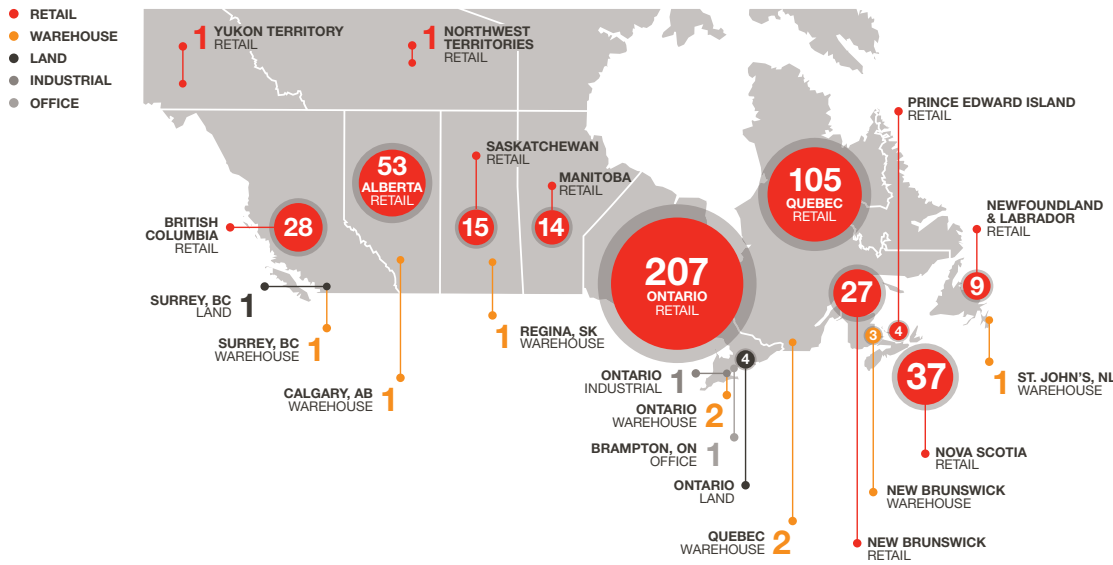 RETAIL
WAREHOUSE
LAND
INDUSTRIAL
OFFICE
1 YUKON TERRITORY
RETAIL
1 NORTHWEST
TERRITORIES
RETAIL
PRINCE EDWARD ISLAND
RETAIL
53
ALBERTA
RETAIL
SASKATCHEWAN
RETAIL
15
MANITOBA
RETAIL
14
105
QUEBEC
RETAIL
NEWFOUNDLAND
& LABRADOR
RETAIL
9
BRITISH
COLUMBIA
RETAIL
28
207
ONTARIO
RETAIL
27
4
3
37
SURREY, BC
LAND
1
SURREY, BC
WAREHOUSE
1
CALGARY, AB
WAREHOUSE
1
1 REGINA, SK
WAREHOUSE
4
ONTARIO
INDUSTRIAL
1
ONTARIO
WAREHOUSE
2
BRAMPTON, ON
OFFICE
1
ONTARIO
LAND
QUEBEC
WAREHOUSE
2
1 ST. JOHN'S, NL
WAREHOUSE
NOVA SCOTIA
RETAIL
NEW BRUNSWICK
WAREHOUSE
NEW BRUNSWICK
RETAIL